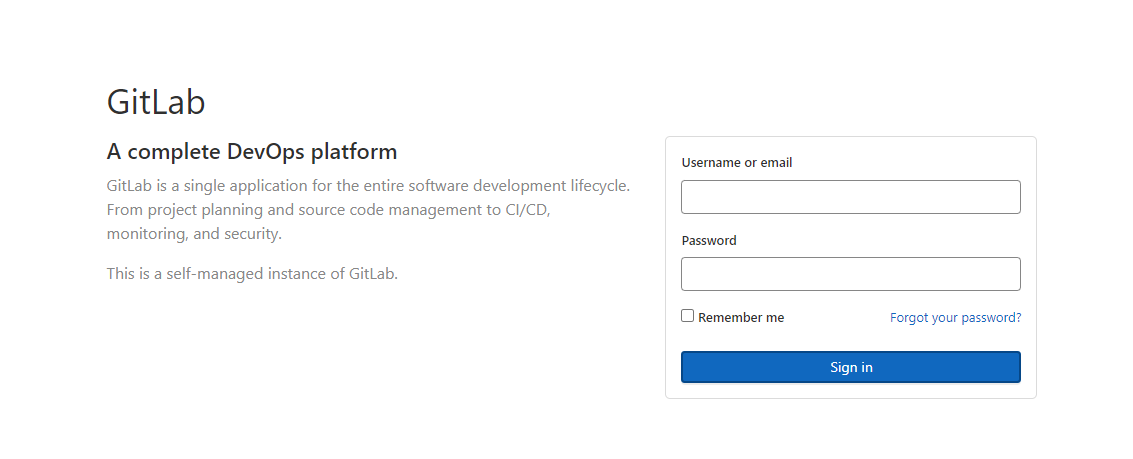 GitLab
A complete DevOps platform
GitLab is a single application for the entire software development lifecycle.
From project planning and source code management to CI/CD,
monitoring, and security.
This is a self-managed instance of GitLab.
Username or email
Password
Remember me
Forgot your password?
Sign in